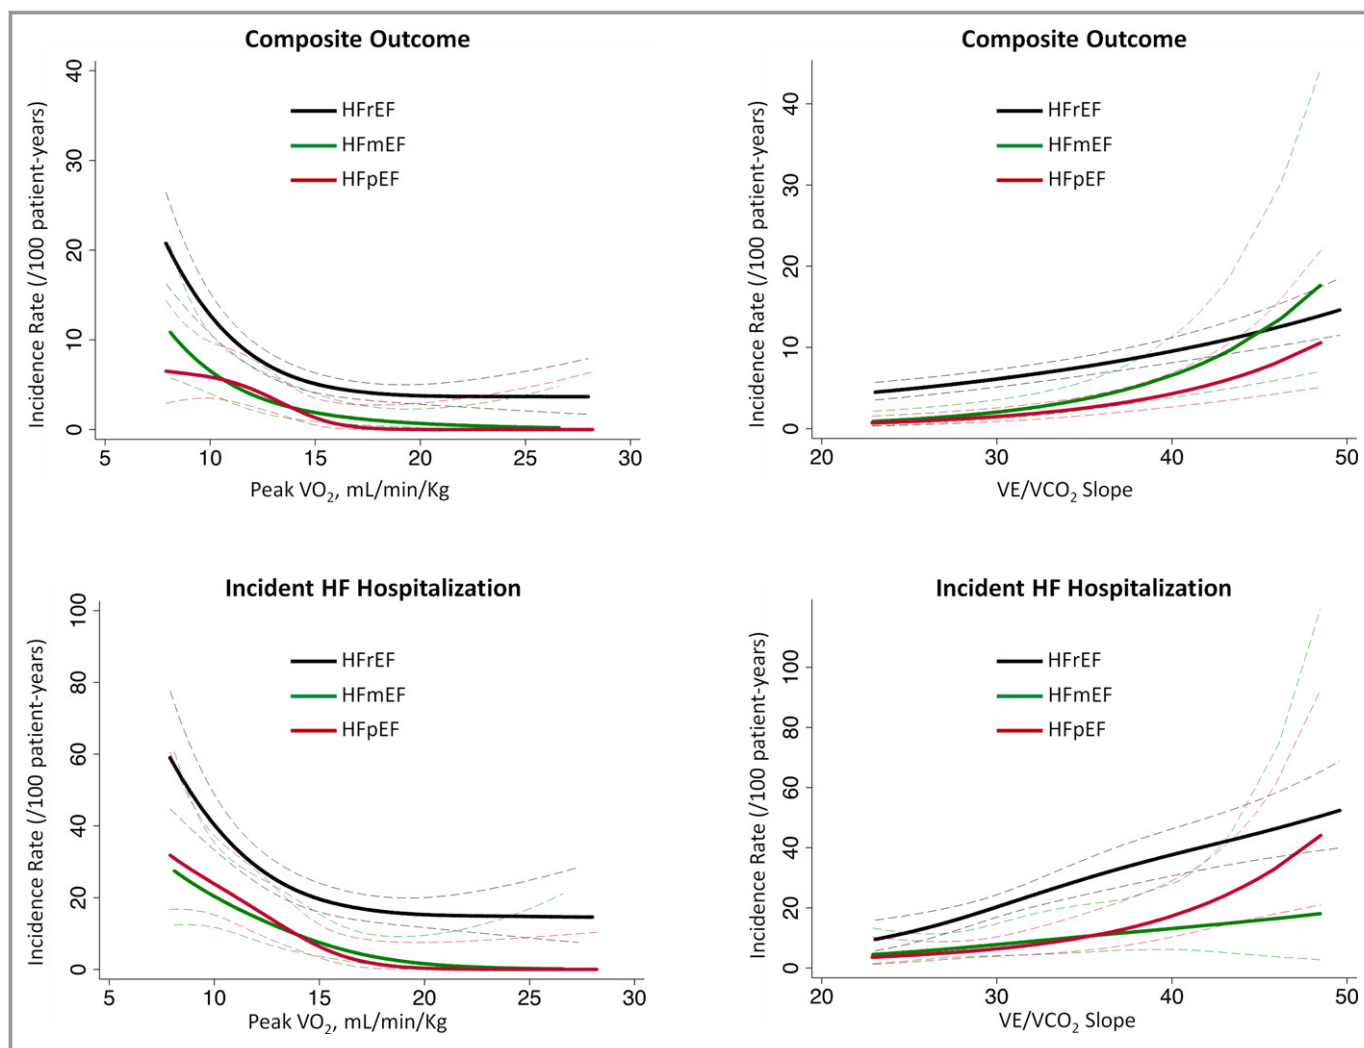 Composite Outcome
Incidence Rate (/100 patient-years)
40
30
20
10
0
HFrEF
HFmEF
HFpEF
5 10 15 20 25 30
Peak VO₂, mL/min/Kg
Composite Outcome
Incidence Rate (/100 patient-years)
40
30
20
10
0
HFrEF
HFmEF
HFpEF
20 30 40 50
VE/VCO₂ Slope
Incident HF Hospitalization
Incidence Rate (/100 patient-years)
100
80
60
40
20
0
HFrEF
HFmEF
HFpEF
5 10 15 20 25 30
Peak VO₂, mL/min/Kg
Incident HF Hospitalization
Incidence Rate (/100 patient-years)
100
80
60
40
20
0
HFrEF
HFmEF
HFpEF
20 30 40 50
VE/VCO₂ Slope